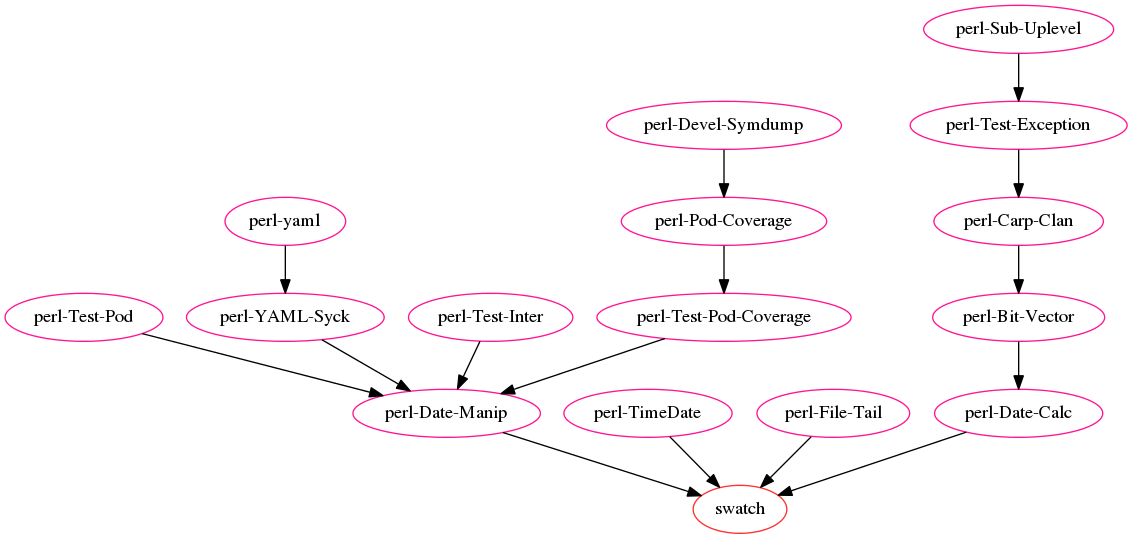 perl-Sub-Uplevel
perl-Devel-Symdump
perl-Test-Exception
perl-yaml
perl-Pod-Coverage
perl-Carp-Clan
perl-Test-Pod
perl-YAML-Syck
perl-Test-Inter
perl-Test-Pod-Coverage
perl-Bit-Vector
perl-Date-Manip
perl-TimeDate
perl-File-Tail
perl-Date-Calc
swatch